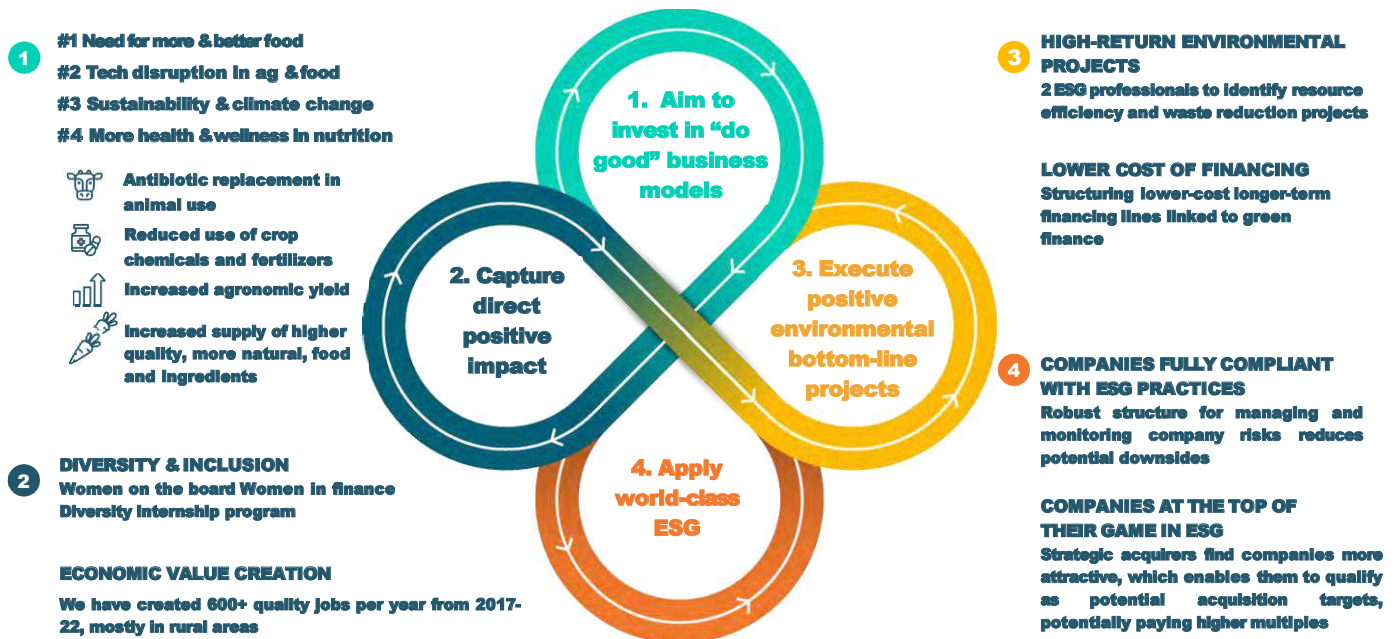 1
#1 Need for more & better food
#2 Tech disruption in ag & food
#3 Sustainability & climate change
#4 More health & wellness in nutrition
Antibiotic replacement in
animal use
Reduced use of crop
chemicals and fertilizers
Increased agronomic yield
Increased supply of higher
quality, more natural, food
and ingredients
2
DIVERSITY & INCLUSION
Women on the board Women in finance
Diversity Internship program
ECONOMIC VALUE CREATION
We have created 600+ quality jobs per year from 2017-
22, mostly in rural areas
1. Aim to
invest in “do
good” business
models
2. Capture
direct
positive
impact
3. Execute
positive
environmental
bottom-line
projects
4. Apply
world-class
ESG
3
HIGH-RETURN ENVIRONMENTAL
PROJECTS
2 ESG professionals to identify resource
efficiency and waste reduction projects
LOWER COST OF FINANCING
Structuring lower-cost longer-term
financing lines linked to green
finance
4
COMPANIES FULLY COMPLIANT
WITH ESG PRACTICES
Robust structure for managing and
monitoring company risks reduces
potential downsides
COMPANIES AT THE TOP OF
THEIR GAME IN ESG
Strategic acquirers find companies more
attractive, which enables them to qualify
as potential acquisition targets,
potentially paying higher multiples